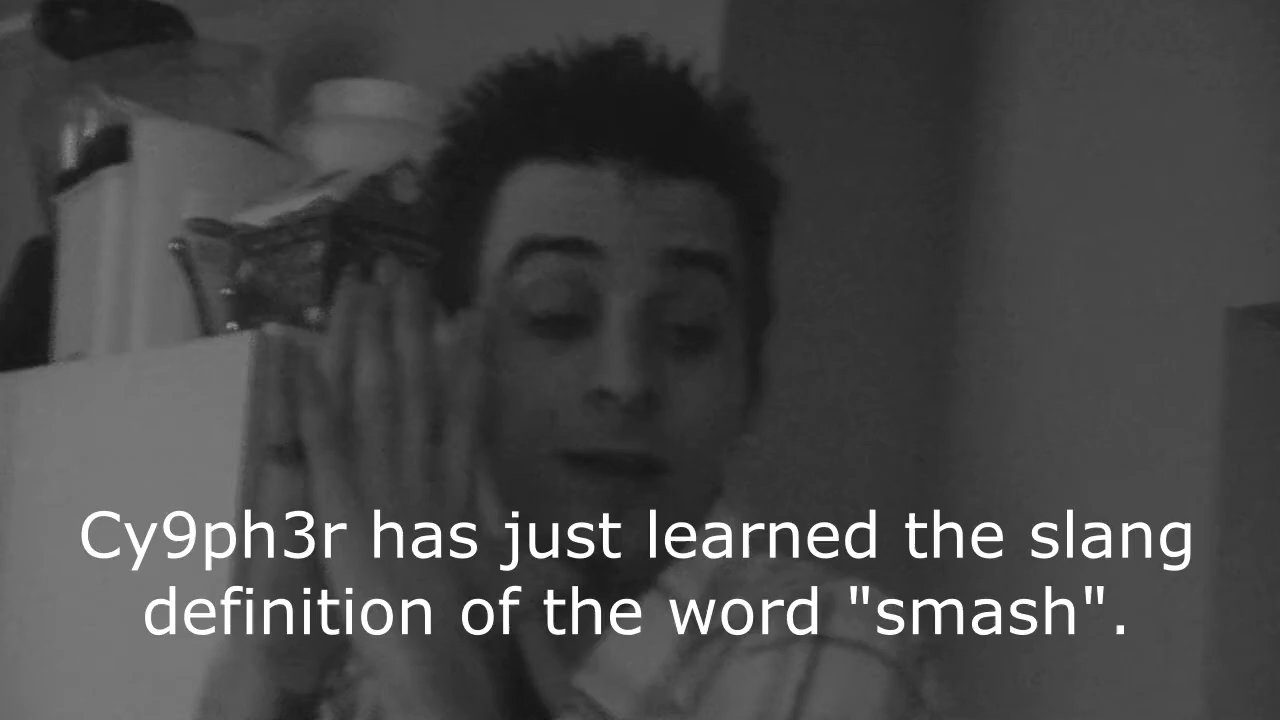 Cy9ph3r has just learned the slang
definition of the word "smash".